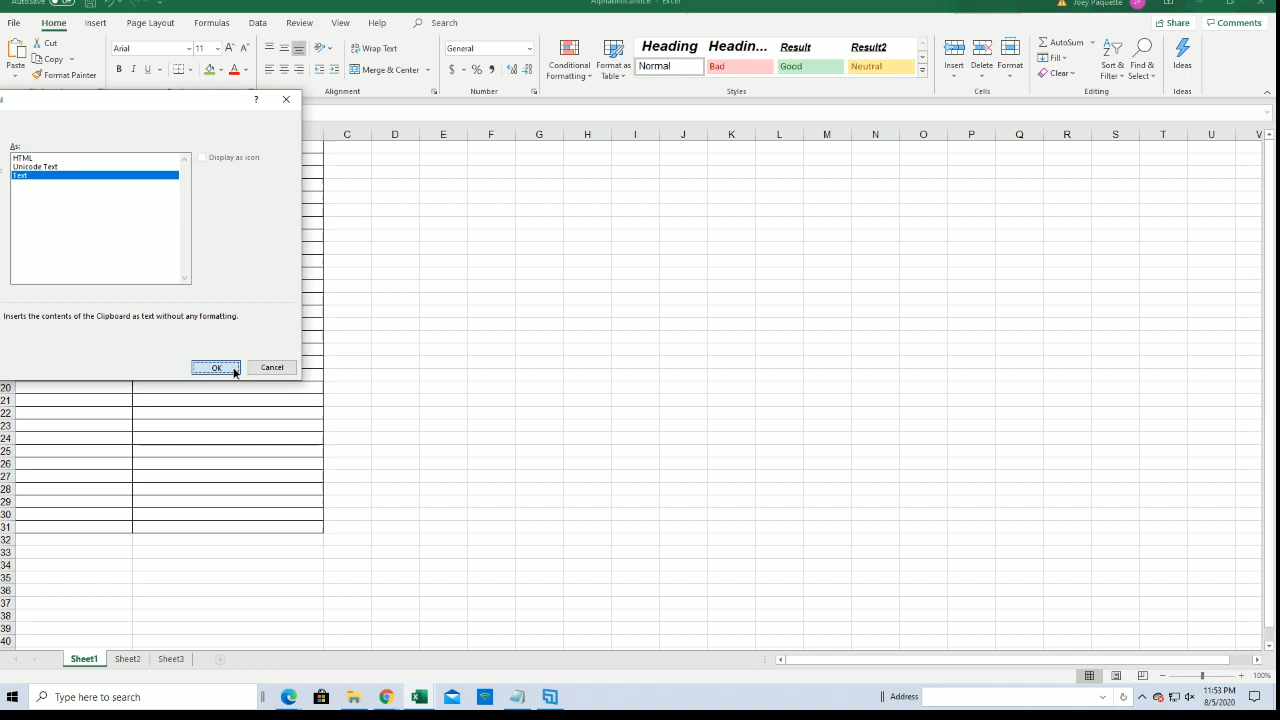 AutoSave
AlphabeticallvLB - Excel
Joey Paquette
JP
File Home Insert Page Layout Formulas Data Review View Help Search
Share Comments
Paste
Cut
Copy
Format Painter
Arial 11
B I U
Wrap Text
Merge & Center
Alignment
General
$ % ,
Number
Conditional Formatting
Format as Table
Heading Headin... Result Result2
Normal Bad Good Neutral
Styles
Insert Delete Format
Cells
AutoSum
Fill
Clear
Sort & Filter
Find & Select
Editing
Ideas
Ideas
? ×
As:
HTML
Unicode Text
Text
Display as icon
Inserts the contents of the Clipboard as text without any formatting.
OK Cancel
C D E F G H I J K L M N O P Q R S T U V
20
21
22
23
24
25
26
27
28
29
30
31
32
33
34
35
36
37
38
39
40
Sheet1 Sheet2 Sheet3
100%
Type here to search
Address
11:53 PM
8/5/2020